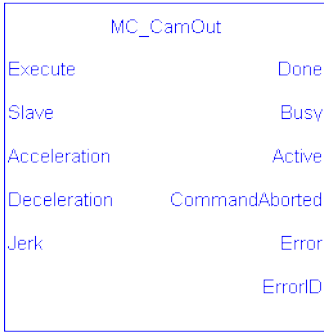 MC_CamOut
Execute Done
Slave Busy
Acceleration Active
Deceleration CommandAborted
Jerk Error
ErrorID